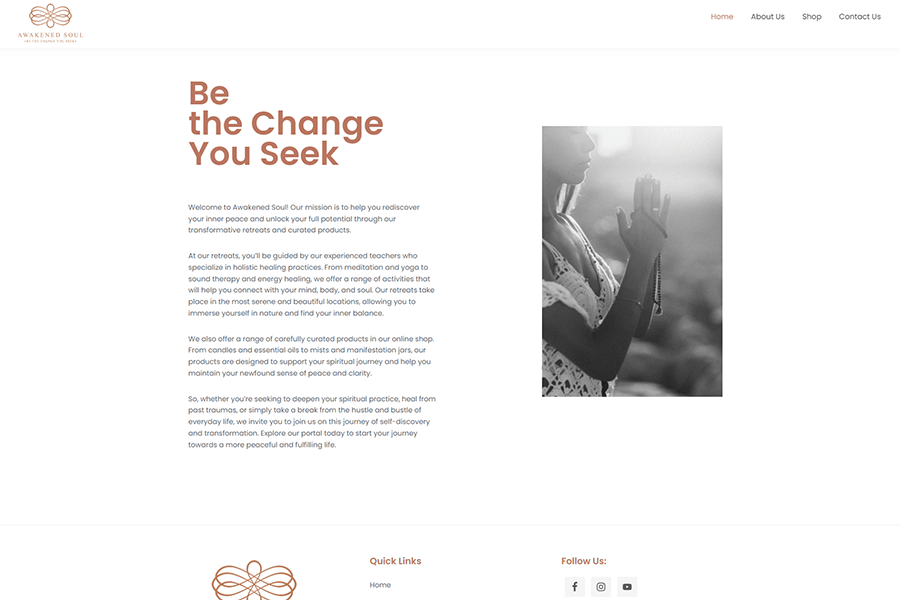 Home About Us Shop Contact Us
AWAKENED SOUL
~BE THE CHANGE YOU SEEK~
Be
the Change
You Seek
Welcome to Awakened Soul! Our mission is to help you rediscover
your inner peace and unlock your full potential through our
transformative retreats and curated products.
At our retreats, you'll be guided by our experienced teachers who
specialize in holistic healing practices. From meditation and yoga to
sound therapy and energy healing, we offer a range of activities that
will help you connect with your mind, body, and soul. Our retreats take
place in the most serene and beautiful locations, allowing you to
immerse yourself in nature and find your inner balance.
We also offer a range of carefully curated products in our online shop.
From candles and essential oils to mists and manifestation jars, our
products are designed to support your spiritual journey and help you
maintain your newfound sense of peace and clarity.
So, whether you're seeking to deepen your spiritual practice, heal from
past traumas, or simply take a break from the hustle and bustle of
everyday life, we invite you to join us on this journey of self-discovery
and transformation. Explore our portal today to start your journey
towards a more peaceful and fulfilling life.
Quick Links
Home
Follow Us: